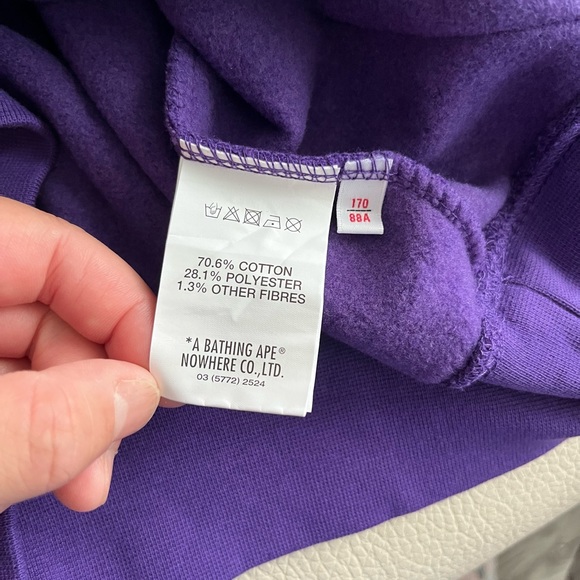 70.6% COTTON
28.1% POLYESTER
1.3% OTHER FIBRES
*A BATHING APE®
NOWHERE CO.,LTD.
03 (5772) 2524
170
88A